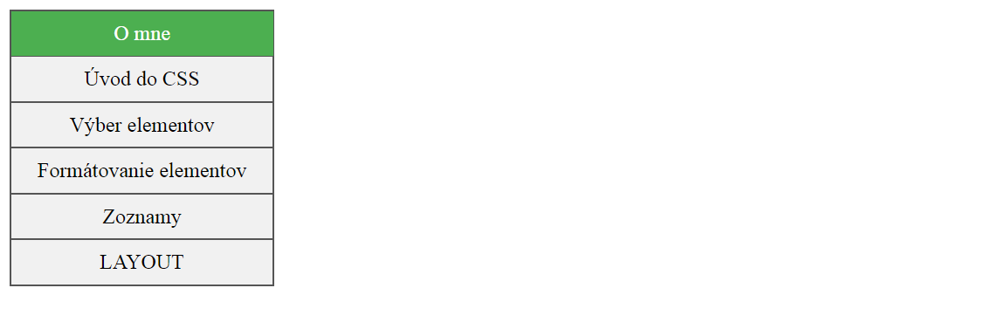 O mne
Úvod do CSS
Výber elementov
Formátovanie elementov
Zoznamy
LAYOUT